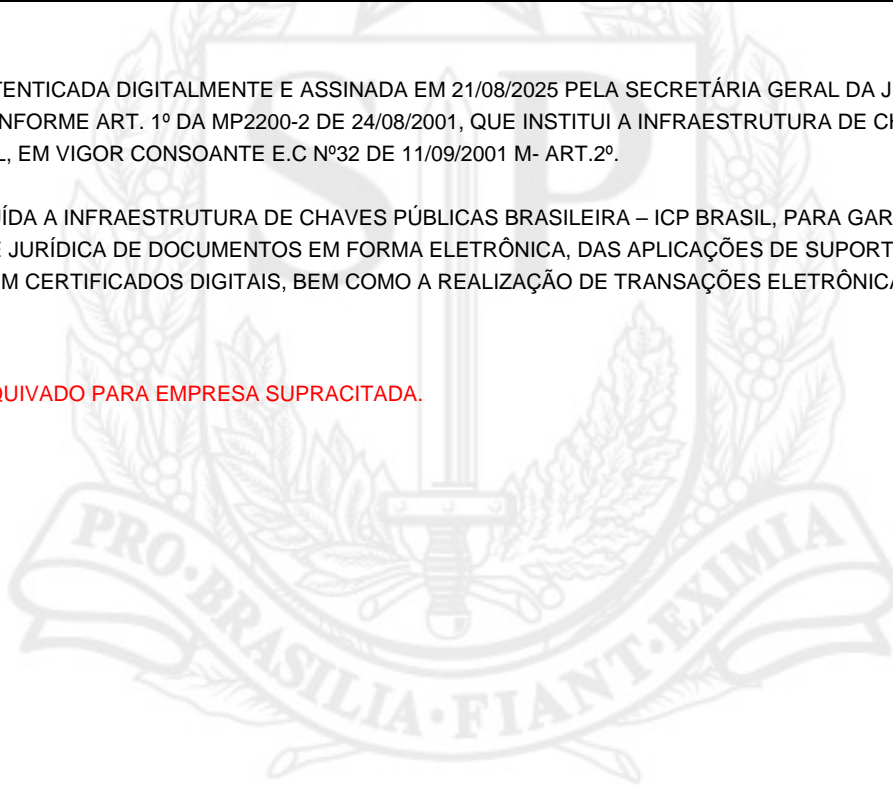 TENTICADA DIGITALMENTE E ASSINADA EM 21/08/2025 PELA SECRETÁRIA GERAL DA J
NFORME ART. 1º DA MP2200-2 DE 24/08/2001, QUE INSTITUI A INFRAESTRUTURA DE CH
L, EM VIGOR CONSOANTE E.C Nº32 DE 11/09/2001 M- ART.2º.
UÍDA A INFRAESTRUTURA DE CHAVES PÚBLICAS BRASILEIRA – ICP BRASIL, PARA GAR
E JURÍDICA DE DOCUMENTOS EM FORMA ELETRÔNICA, DAS APLICAÇÕES DE SUPORT
M CERTIFICADOS DIGITAIS, BEM COMO A REALIZAÇÃO DE TRANSAÇÕES ELETRÔNICA
QUIVADO PARA EMPRESA SUPRACITADA.
SP
PRO·BRASILIA·FIANT·EXIMIA